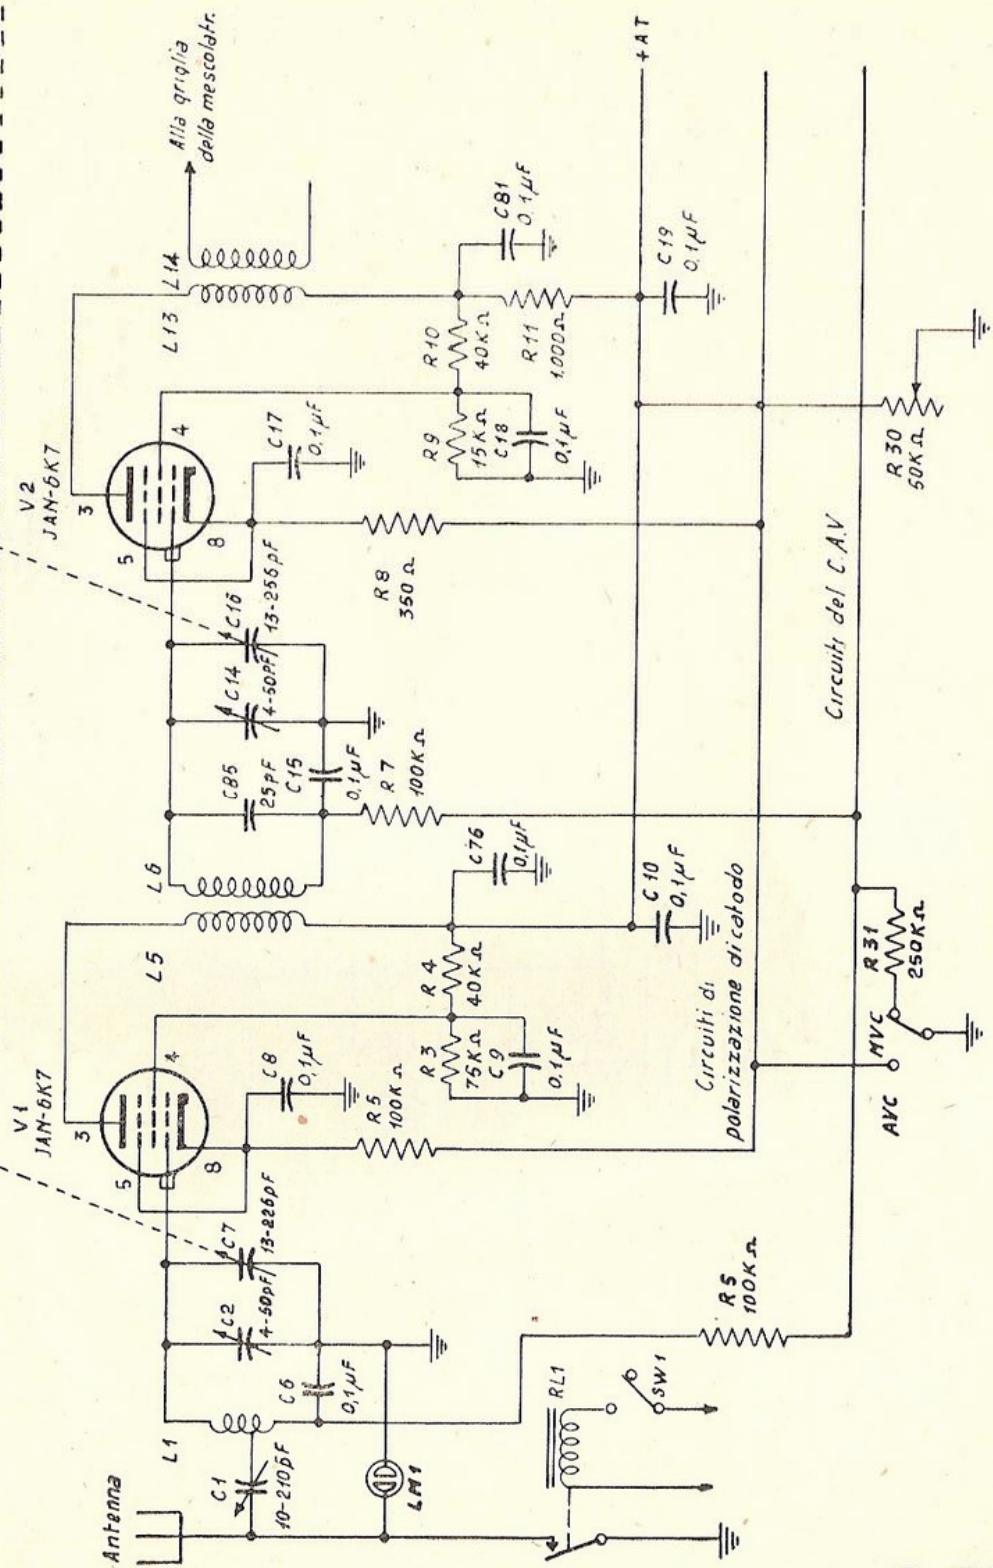 Antenna
C1
10-210pF
L1
LM1
C6
0,1µF
C2
4-50pF
C7
13-226pF
V1
JAN-6K7
3
5
4
8
C8
0,1µF
R5
100KΩ
R3
75KΩ
C9
0.1µF
R4
40KΩ
C76
0,1µF
C10
0,1µF
L5
L6
C85
25pF
C15
0,1µF
R7
100KΩ
C14
4-50pF
C16
13-256pF
V2
JAN-6K7
3
5
4
8
C17
0,1µF
R8
350Ω
R9
15KΩ
C18
0,1µF
R10
40KΩ
R11
1,000Ω
C81
0,1µF
C19
0,1µF
L13
L14
Alla griglia
della mescolatr.
+AT
RL1
SW1
R5
100KΩ
Circuiti di
polarizzazione di catodo
AVC
MVC
R31
250KΩ
Circuiti del C.A.V
R30
50KΩ